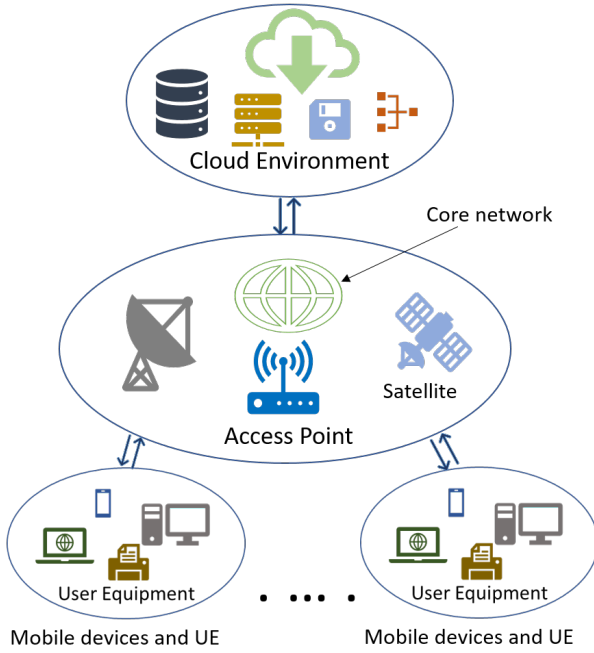 Cloud Environment
Core network
Satellite
Access Point
User Equipment
User Equipment
Mobile devices and UE
Mobile devices and UE